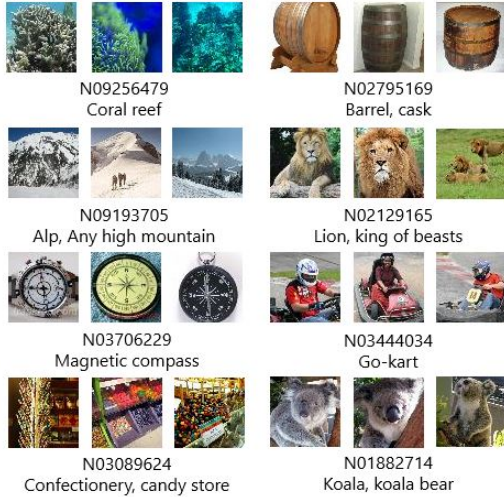 N09256479
Coral reef
N02795169
Barrel, cask
N09193705
Alp, Any high mountain
N02129165
Lion, king of beasts
N03706229
Magnetic compass
N03444034
Go-kart
N03089624
Confectionery, candy store
N01882714
Koala, koala bear